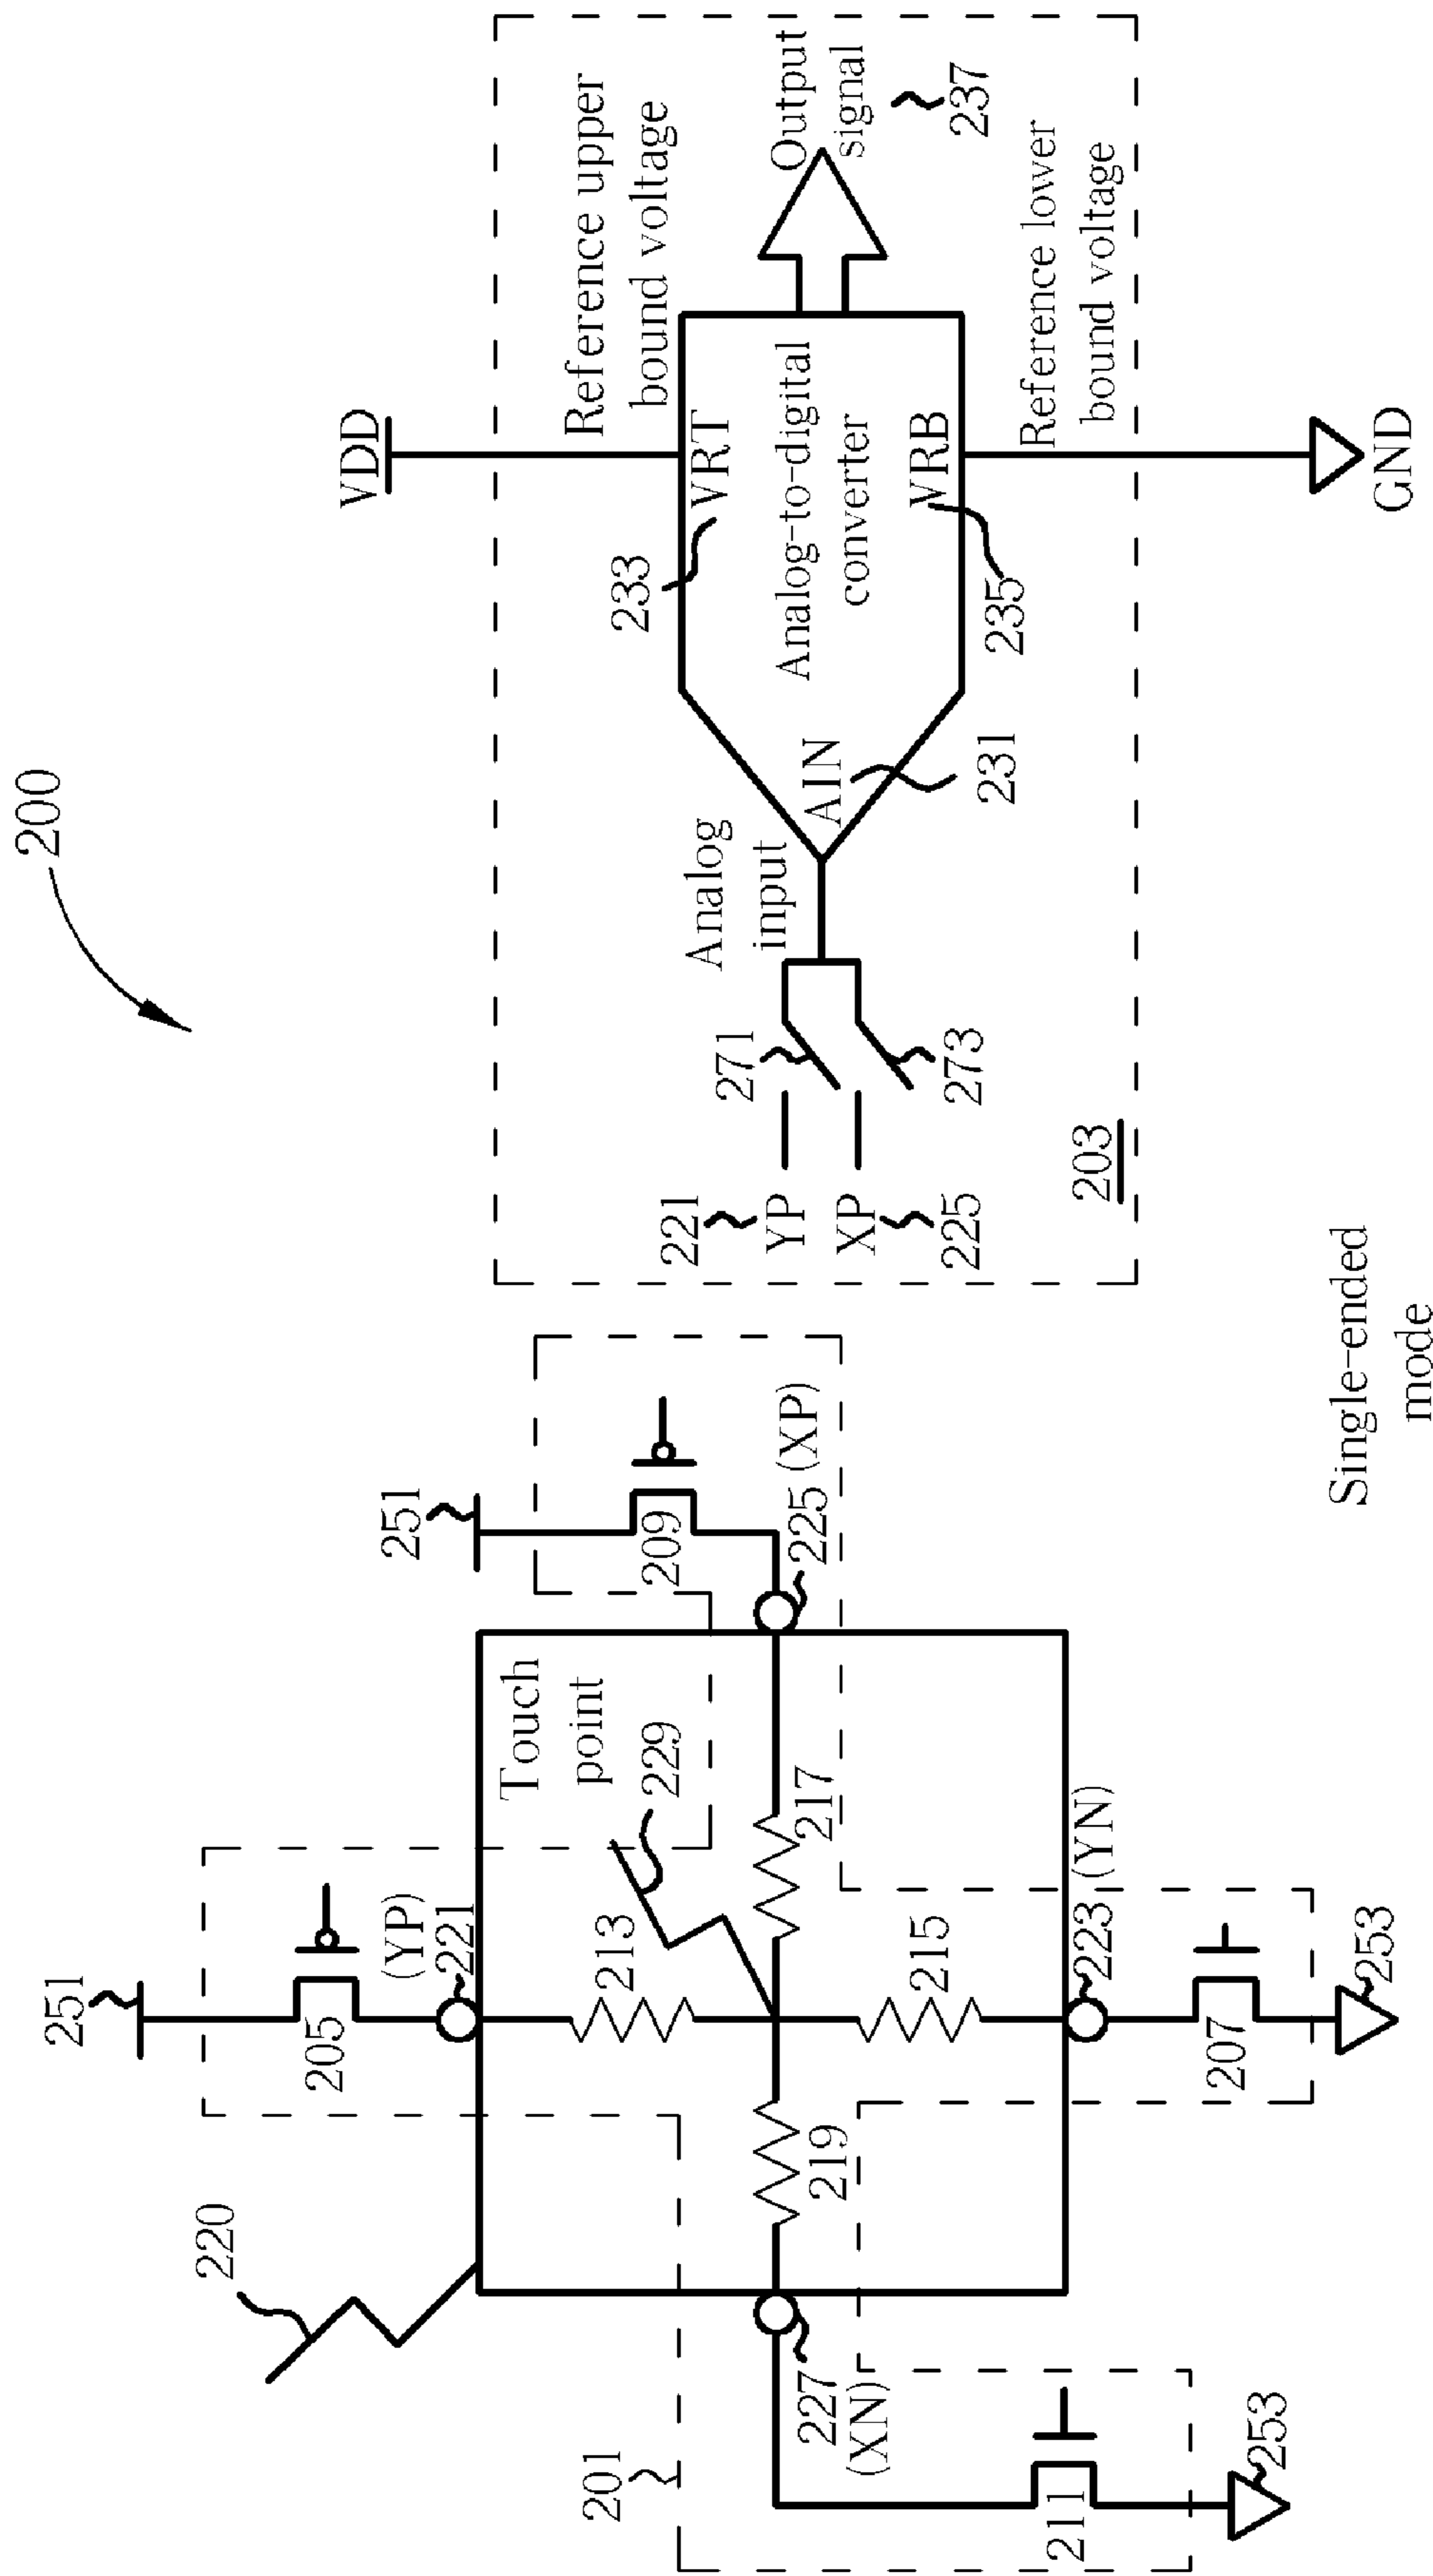 200
220
201
251
205
(YP)
221
Touch
point
229
213
217
219
215
227
(XN)
211
253
223
(YN)
207
253
251
209
225
(XP)
VDD
Reference upper
bound voltage
233
VRT
Analog
input
271
221
YP
XP
225
273
AIN
231
Analog-to-digital
converter
Output
signal
237
VRB
235
Reference lower
bound voltage
203
GND
Single-ended
mode